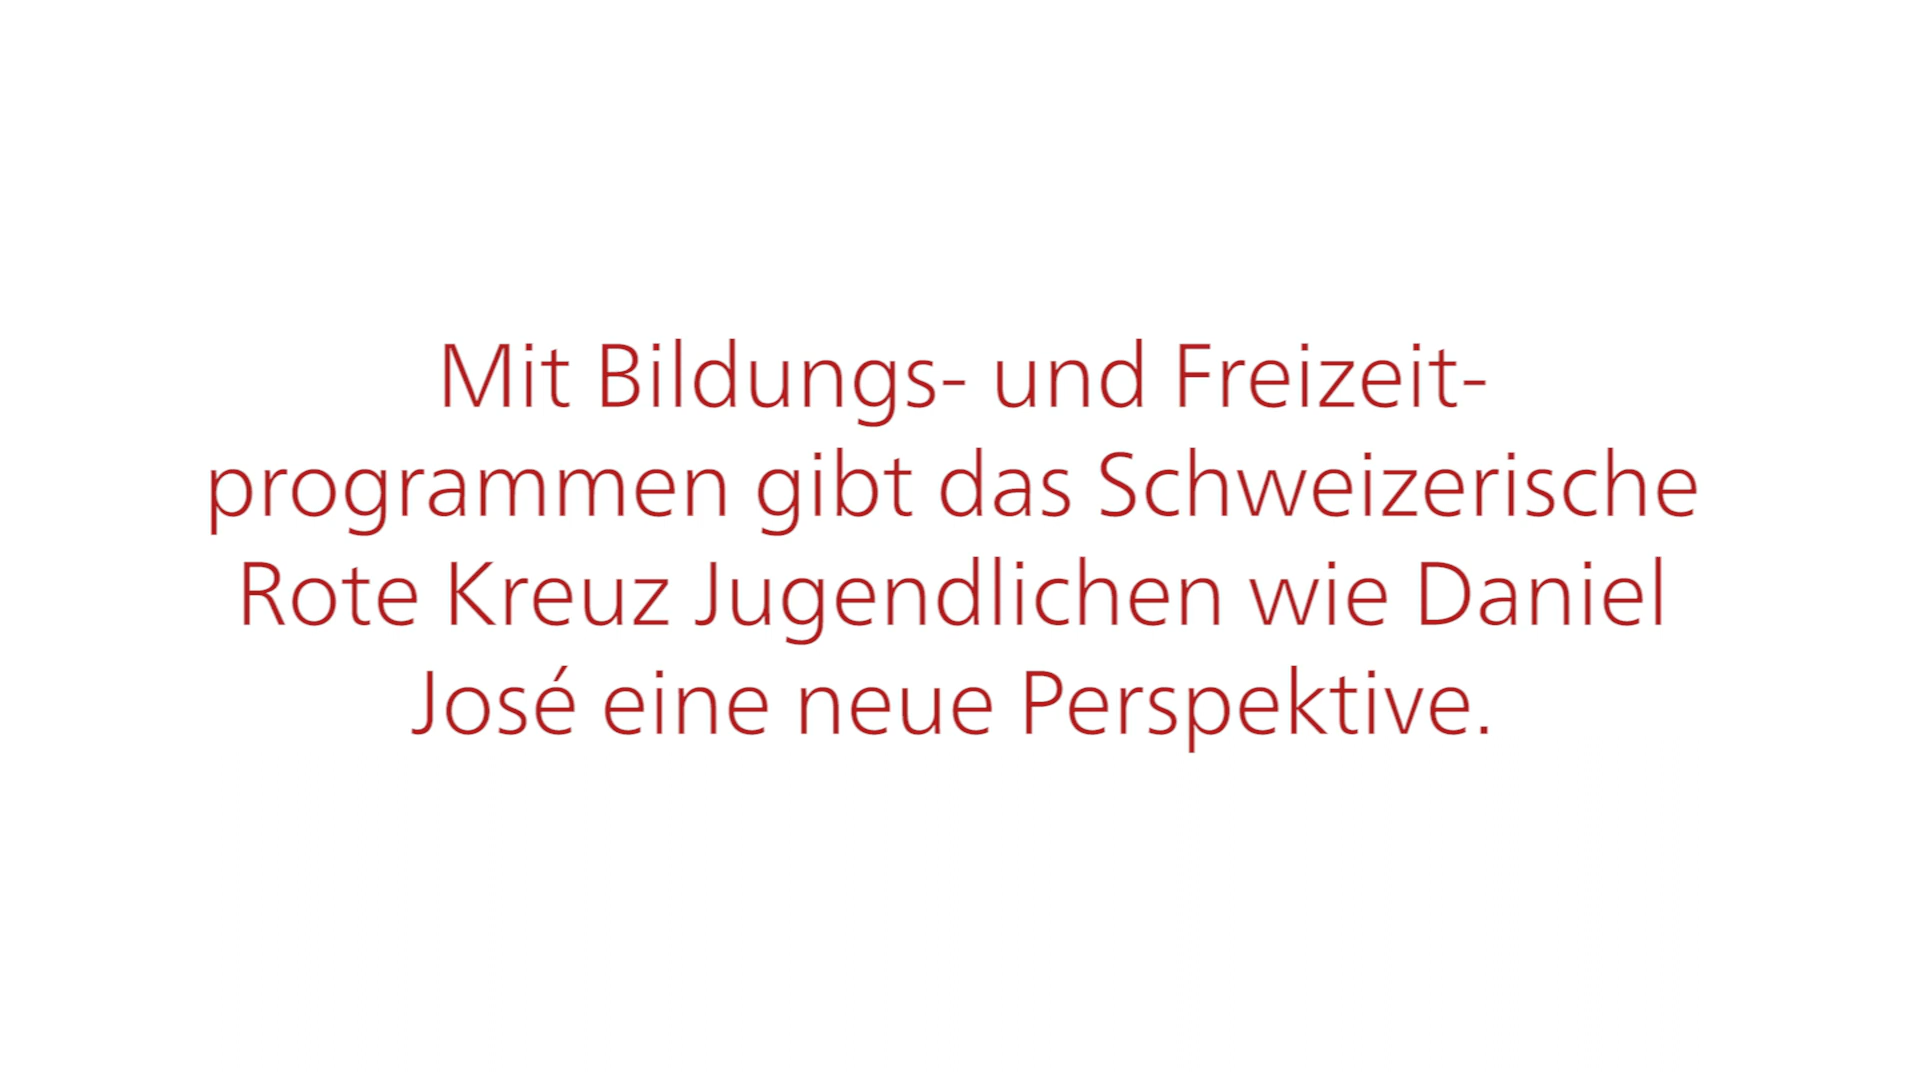 Mit Bildungs- und Freizeit-
programmen gibt das Schweizerische
Rote Kreuz Jugendlichen wie Daniel
José eine neue Perspektive.